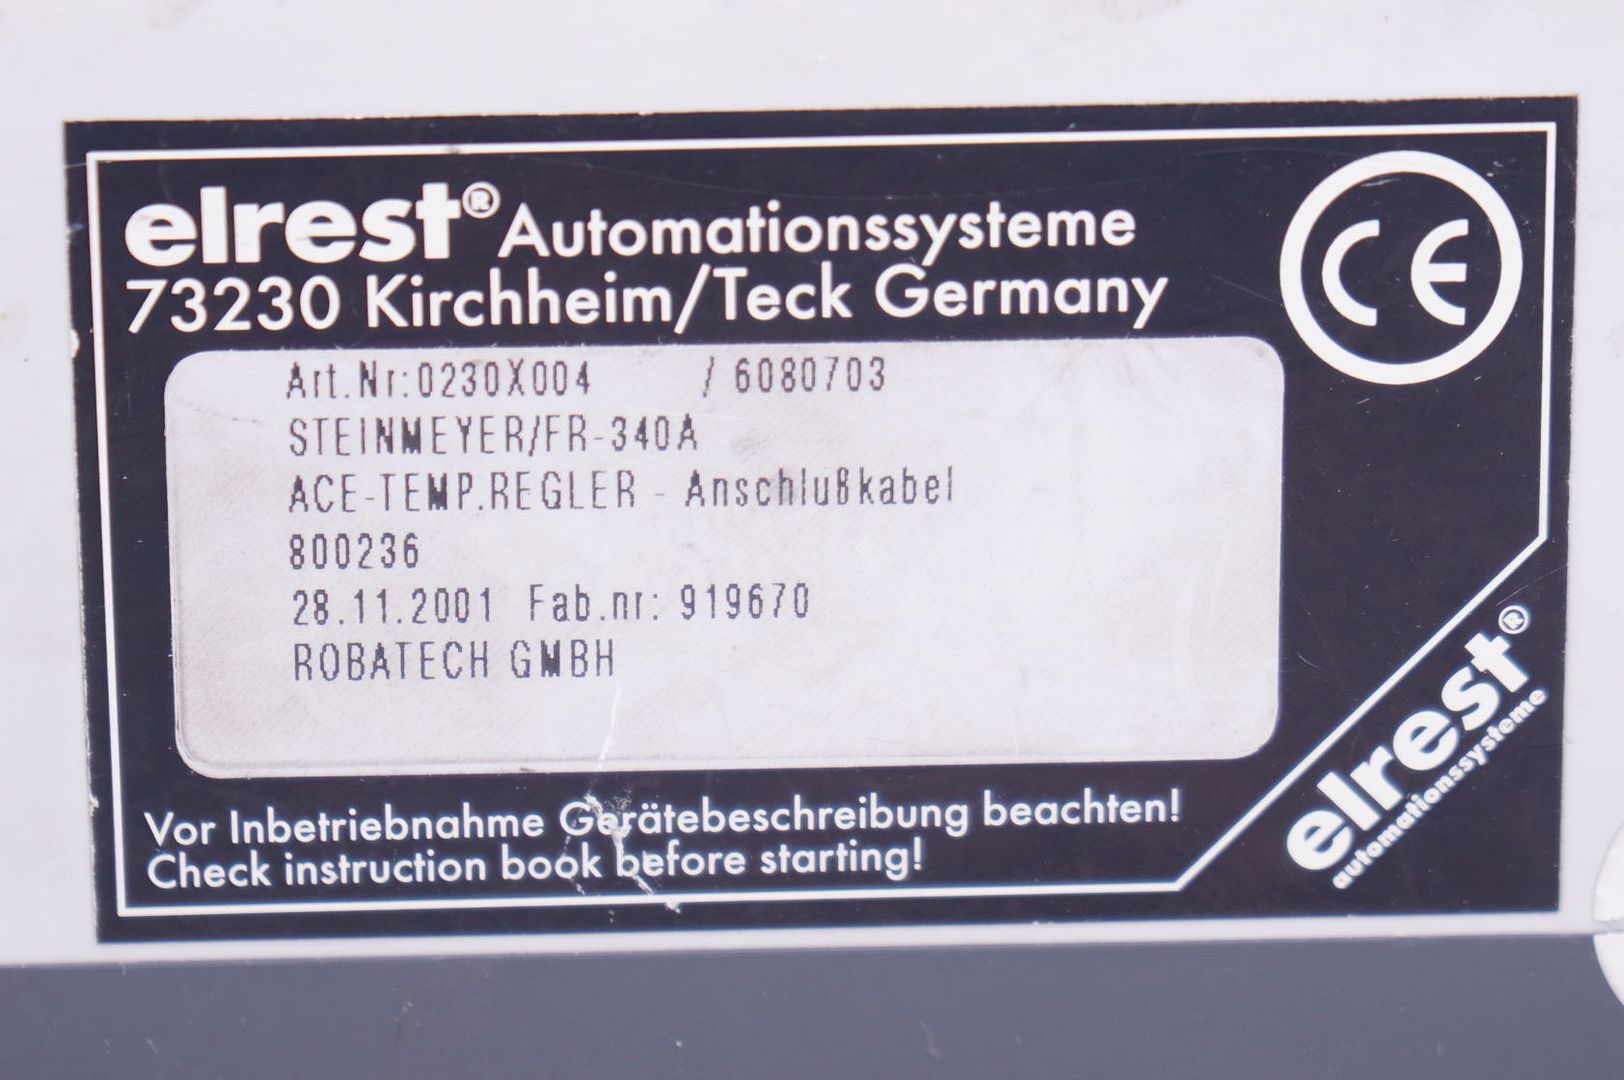 elrest® Automationssysteme
73230 Kirchheim/Teck Germany
CE
Art.Nr:0230X004 / 6080703
STEINMEYER/FR-340A
ACE-TEMP.REGLER - Anschlußkabel
800236
28.11.2001 Fab.nr: 919670
ROBATECH GMBH
Vor Inbetriebnahme Gerätebeschreibung beachten!
Check instruction book before starting!
elrest®
automationssysteme